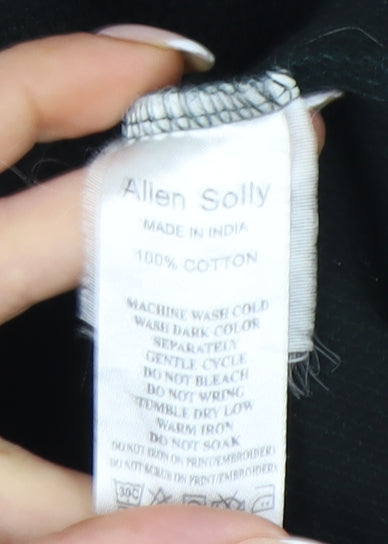 Allen Solly
MADE IN INDIA
100% COTTON
MACHINE WASH COLD
WASH DARK COLOR
SEPARATELY
GENTLE CYCLE
DO NOT BLEACH
DO NOT WRING
TUMBLE DRY LOW
WARM IRON
DO NOT SOAK
DO NOT IRON ON PRINT/EMBROIDERY
DO NOT SCRUB ON PRINT/EMBROIDERY
30C